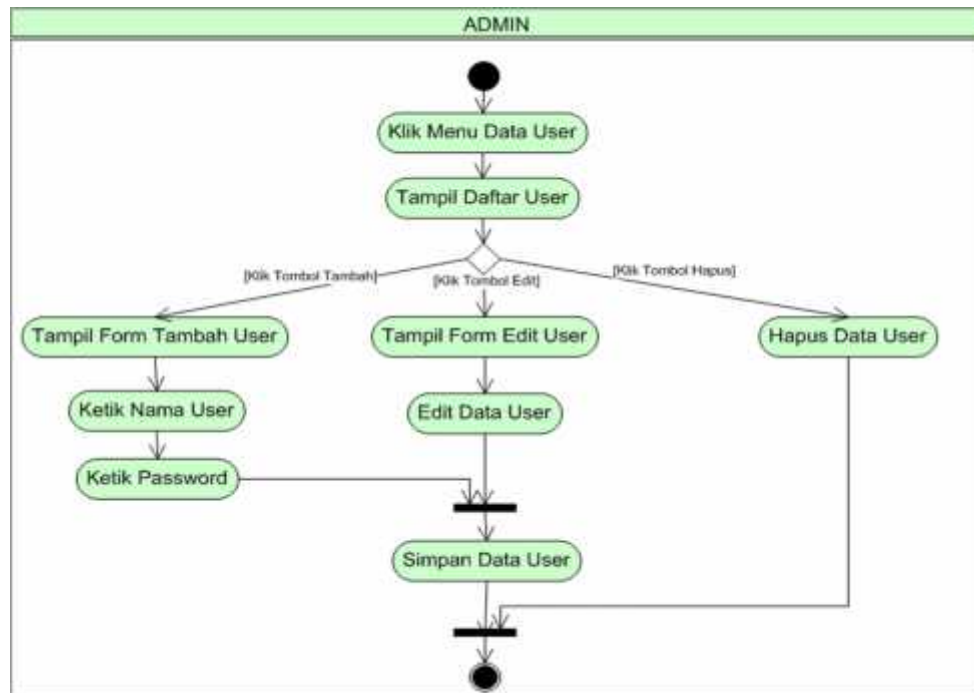 ADMIN
Klik Menu Data User
Tampil Daftar User
[Klik Tombol Tambah]
[Klik Tombol Edit]
[Klik Tombol Hapus]
Tampil Form Tambah User
Tampil Form Edit User
Hapus Data User
Ketik Nama User
Edit Data User
Ketik Password
Simpan Data User